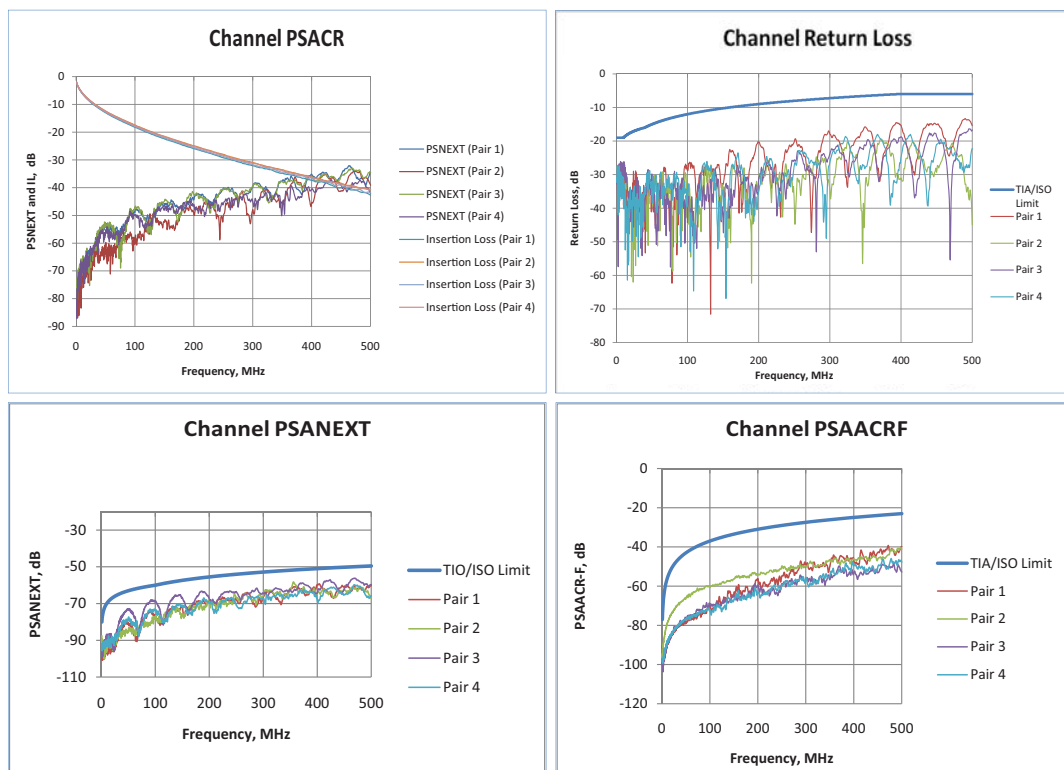 Channel PSACR
0
-10
-20
-30
-40
-50
-60
-70
-80
-90
PSNEXT and IL, dB
0 100 200 300 400 500
Frequency, MHz
PSNEXT (Pair 1)
PSNEXT (Pair 2)
PSNEXT (Pair 3)
PSNEXT (Pair 4)
Insertion Loss (Pair 1)
Insertion Loss (Pair 2)
Insertion Loss (Pair 3)
Insertion Loss (Pair 4)
Channel Return Loss
0
-10
-20
-30
-40
-50
-60
-70
-80
Return Loss, dB
0 100 200 300 400 500
Frequency, MHz
TIA/ISO
Limit
Pair 1
Pair 2
Pair 3
Pair 4
Channel PSANEXT
-30
-50
-70
-90
-110
PSANEXT, dB
0 100 200 300 400 500
Frequency, MHz
TIO/ISO Limit
Pair 1
Pair 2
Pair 3
Pair 4
Channel PSAACRF
0
-20
-40
-60
-80
-100
-120
PSAACR-F, dB
0 100 200 300 400 500
Frequency, MHz
TIA/ISO Limit
Pair 1
Pair 2
Pair 3
Pair 4